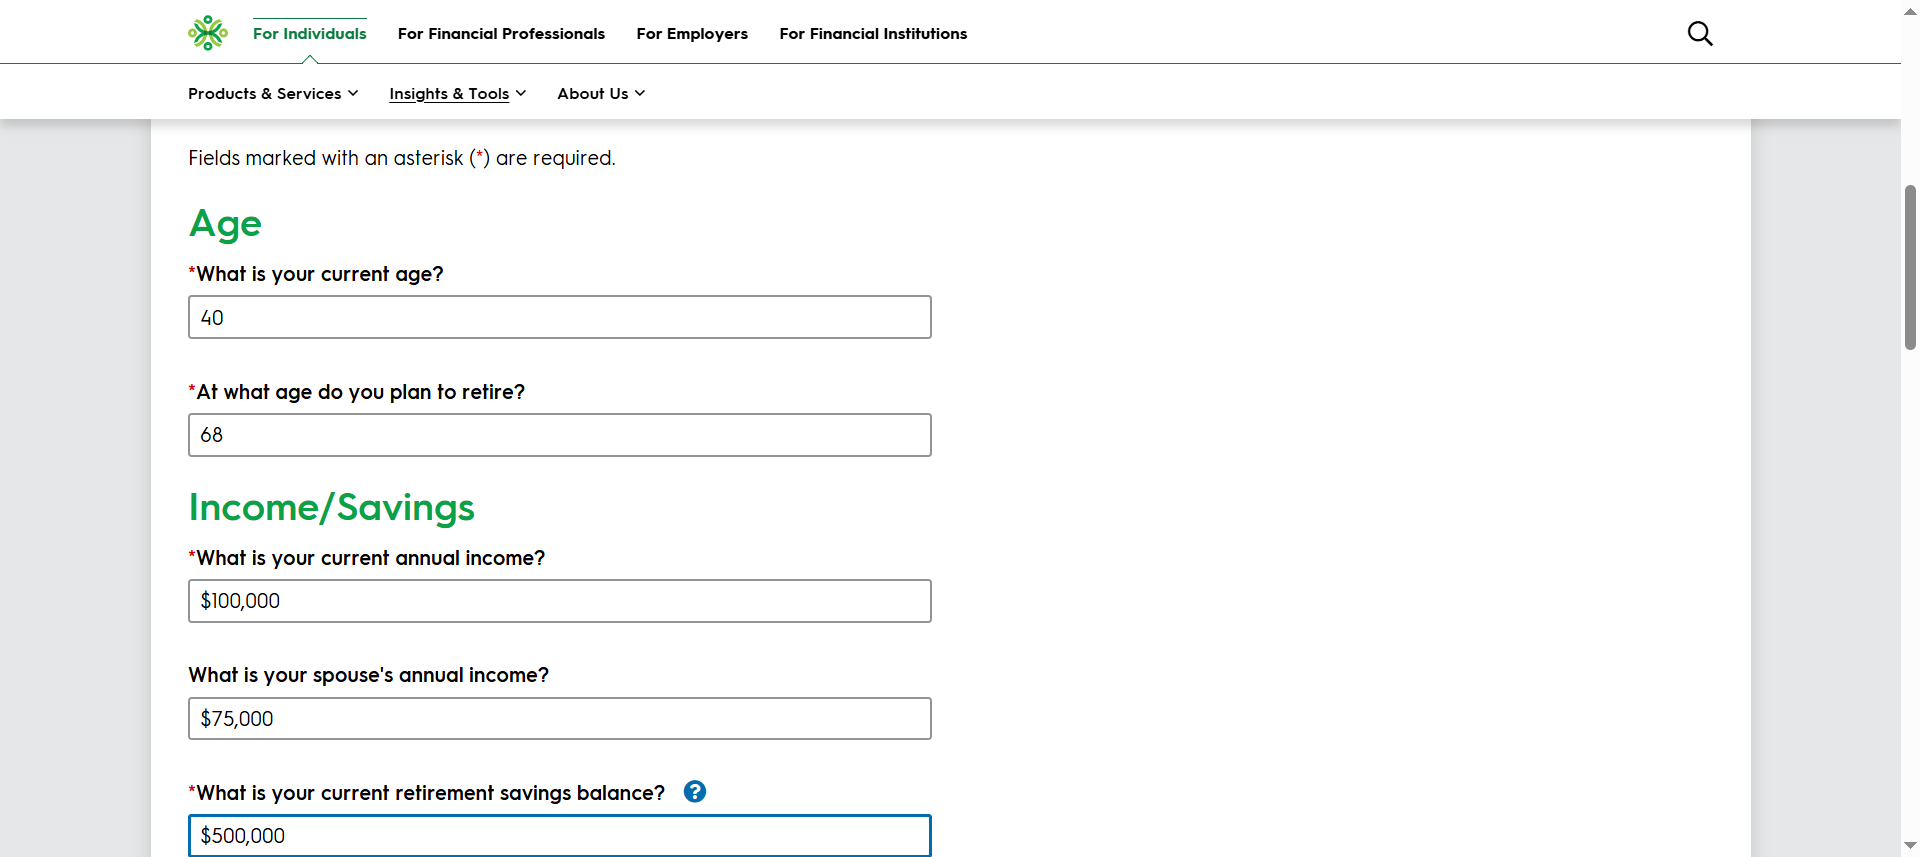 For Individuals For Financial Professionals For Employers For Financial Institutions
Products & Services Insights & Tools About Us
Fields marked with an asterisk (*) are required.
Age
*What is your current age?
40
*At what age do you plan to retire?
68
Income/Savings
*What is your current annual income?
$100,000
What is your spouse's annual income?
$75,000
*What is your current retirement savings balance? ?
$500,000